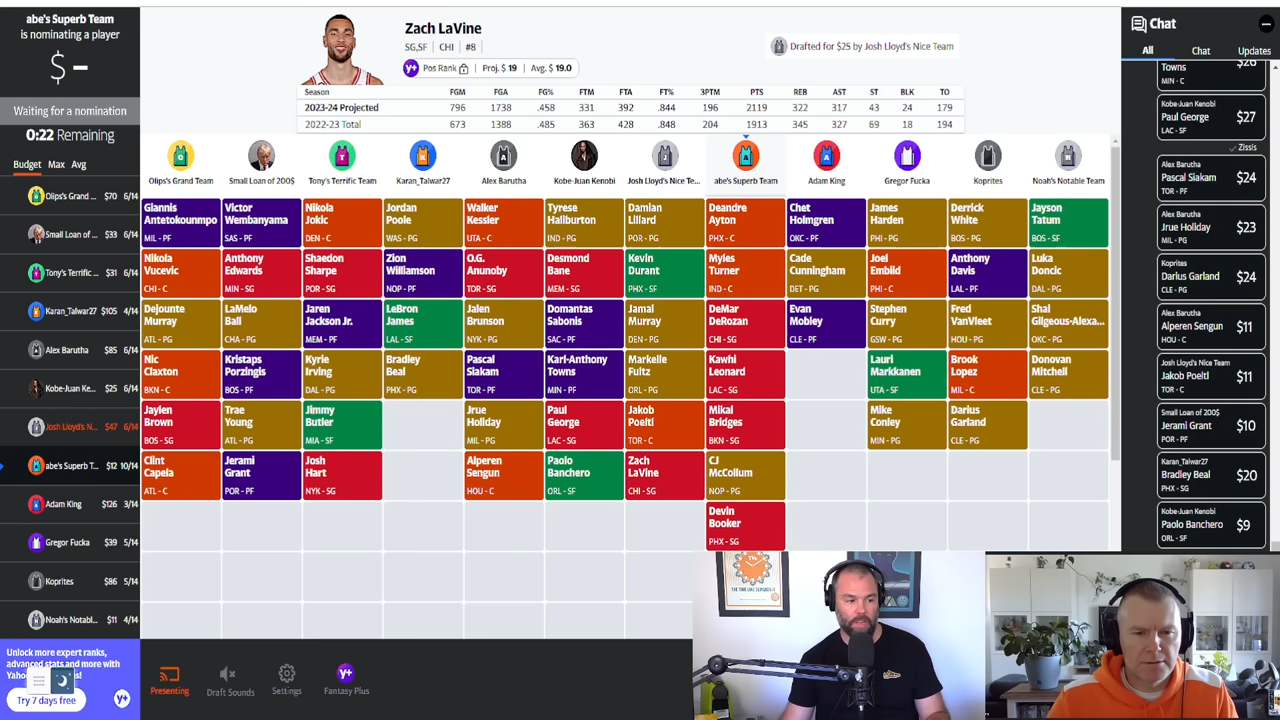 abe's Superb Team
is nominating a player
$ –
Waiting for a nomination
0:22 Remaining
Budget Max Avg
Olips's Grand ... $70 6/14
Small Loan of ... $33 6/14
Tony's Terrific ... $31 6/14
Karan_Talwar27 $105 4/14
Alex Barutha $85 6/14
Kobe-Juan Ke... $25 6/14
Josh Lloyd's N... $47 6/14
abe's Superb T... $12 10/14
Adam King $126 3/14
Gregor Fucka $39 5/14
Koprites $86 5/14
Noah's Notabl... $11 4/14
Unlock more expert ranks,
advanced stats and more with
Try 7 days free
y+
Zach LaVine
SG,SF CHI #8
y+ Pos Rank Proj. $ 19 Avg. $ 19.0
Drafted for $25 by Josh Lloyd's Nice Team
Season FGM FGA FG% FTM FTA FT% 3PTM PTS REB AST ST BLK TO
2023-24 Projected 796 1738 .458 331 392 .844 196 2119 322 317 43 24 179
2022-23 Total 673 1388 .485 363 428 .848 204 1913 345 327 69 18 194
Olips's Grand Team Small Loan of 200$ Tony's Terrific Team Karan_Talwar27 Alex Barutha Kobe-Juan Kenobi Josh Lloyd's Nice Te... abe's Superb Team Adam King Gregor Fucka Koprites Noah's Notable Team
Giannis Victor Nikola Jordan Walker Tyrese Damian Deandre Chet James Derrick Jayson
Antetokounmpo Wembanyama Jokic Poole Kessler Haliburton Lillard Ayton Holmgren Harden White Tatum
MIL - PF SAS - PF DEN - C WAS - PG UTA - C IND - PG POR - PG PHX - C OKC - PF PHI - PG BOS - PG BOS - SF
Nikola Anthony Shaedon Zion O.G. Desmond Kevin Myles Cade Joel Anthony Luka
Vucevic Edwards Sharpe Williamson Anunoby Bane Durant Turner Cunningham Embiid Davis Doncic
CHI - C MIN - SG POR - SG NOP - PF TOR - SG MEM - SG PHX - SF IND - C DET - PG PHI - C LAL - PF DAL - PG
Dejounte LaMelo Jaren LeBron Jalen Domantas Jamal DeMar Evan Stephen Fred Shai
Murray Ball Jackson Jr. James Brunson Sabonis Murray DeRozan Mobley Curry VanVleet Gilgeous-Alexa...
ATL - PG CHA - PG MEM - PF LAL - SF NYK - PG SAC - PF DEN - PG CHI - SG CLE - PF GSW - PG HOU - PG OKC - PG
Nic Kristaps Kyrie Bradley Pascal Karl-Anthony Markelle Kawhi Lauri Brook Donovan
Claxton Porzingis Irving Beal Siakam Towns Fultz Leonard Markkanen Lopez Mitchell
BKN - C BOS - PF DAL - PG PHX - PG TOR - PF MIN - PF ORL - PG LAC - SG UTA - SF MIL - C CLE - PG
Jaylen Trae Jimmy Jrue Paul Jakob Mikal Mike Darius
Brown Young Butler Holiday George Poeltl Bridges Conley Garland
BOS - SG ATL - PG MIA - SF MIL - PG LAC - SG TOR - C BKN - SG MIN - PG CLE - PG
Clint Jerami Josh Alperen Paolo Zach CJ
Capela Grant Hart Sengun Banchero LaVine McCollum
ATL - C POR - PF NYK - SG HOU - C ORL - SF CHI - SG NOP - PG
Devin
Booker
PHX - SG
Presenting Draft Sounds Settings Fantasy Plus
Chat
All Chat Updates
Towns $26
MIN - C
Kobe-Juan Kenobi
Paul George $27
LAC - SF
Zissis
Alex Barutha
Pascal Siakam $24
TOR - PF
Alex Barutha
Jrue Holiday $23
MIL - PG
Koprites
Darius Garland $24
CLE - PG
Alex Barutha
Alperen Sengun $11
HOU - C
Josh Lloyd's Nice Team
Jakob Poeltl $11
TOR - C
Small Loan of 200$
Jerami Grant $10
POR - PF
Karan_Talwar27
Bradley Beal $20
PHX - SG
Kobe-Juan Kenobi
Paolo Banchero $9
ORL - SF